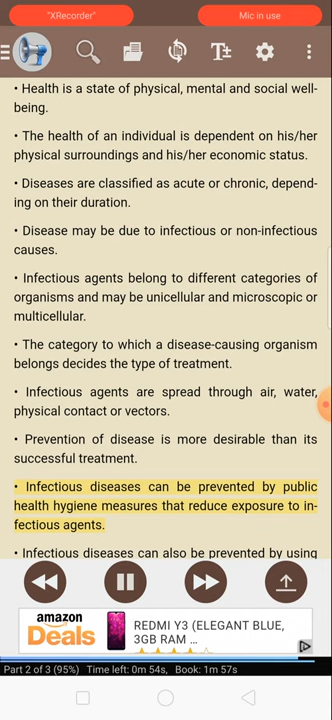 "XRecorder"
Mic in use
T±
• Health is a state of physical, mental and social well-
being.
• The health of an individual is dependent on his/her
physical surroundings and his/her economic status.
• Diseases are classified as acute or chronic, depend-
ing on their duration.
• Disease may be due to infectious or non-infectious
causes.
• Infectious agents belong to different categories of
organisms and may be unicellular and microscopic or
multicellular.
• The category to which a disease-causing organism
belongs decides the type of treatment.
• Infectious agents are spread through air, water,
physical contact or vectors.
• Prevention of disease is more desirable than its
successful treatment.
• Infectious diseases can be prevented by public
health hygiene measures that reduce exposure to in-
fectious agents.
• Infectious diseases can also be prevented by using
amazon
Deals
REDMI Y3 (ELEGANT BLUE,
3GB RAM ...
Part 2 of 3 (95%) Time left: 0m 54s, Book: 1m 57s